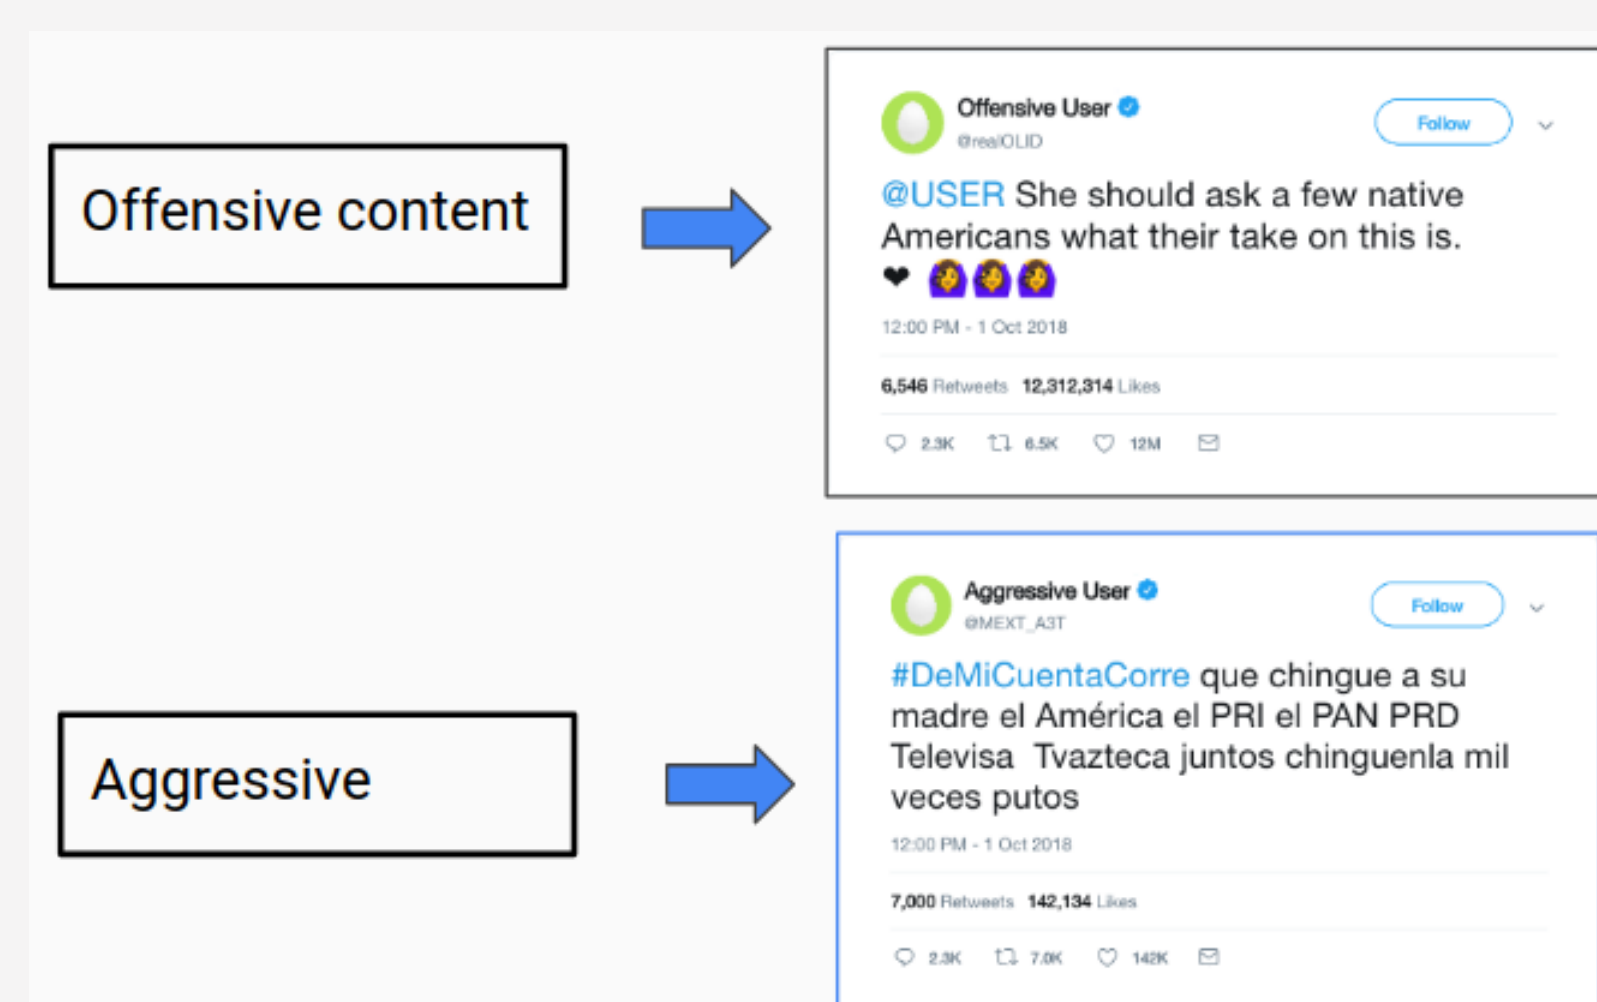 Offensive content
Offensive User
@realOLID
Follow
@USER She should ask a few native
Americans what their take on this is.
❤ 🙆‍♀️🙆‍♀️🙆‍♀️
12:00 PM - 1 Oct 2018
6,546 Retweets 12,312,314 Likes
2.3K 6.5K 12M
Aggressive
Aggressive User
@MEXT_A3T
Follow
#DeMiCuentaCorre que chingue a su
madre el América el PRI el PAN PRD
Televisa Tvazteca juntos chinguenla mil
veces putos
12:00 PM - 1 Oct 2018
7,000 Retweets 142,134 Likes
2.3K 7.0K 142K